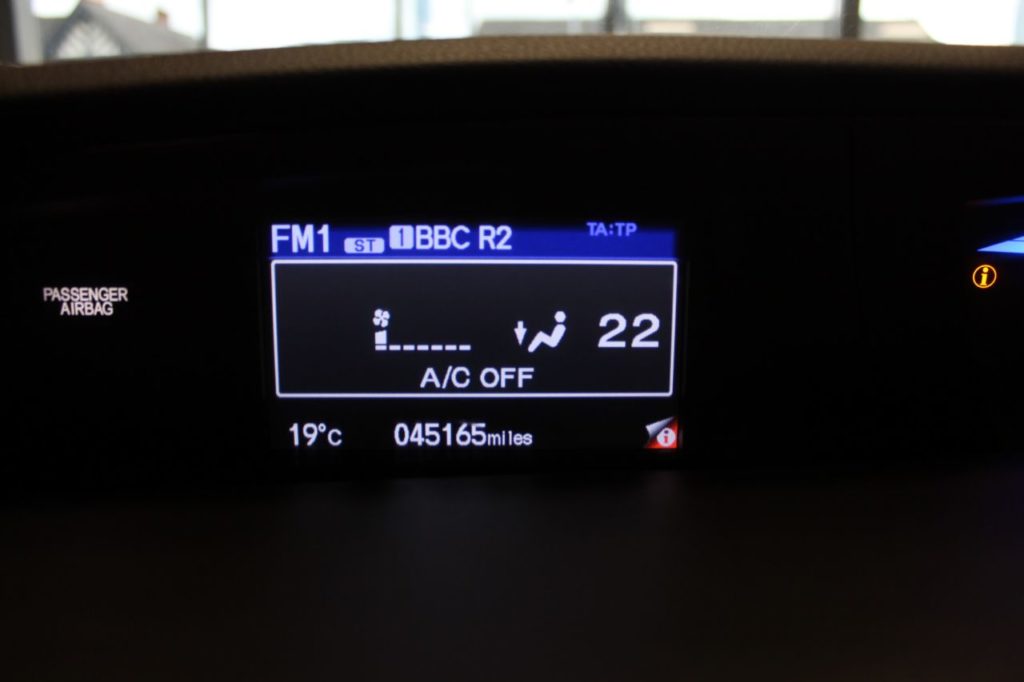 FM1 ST 1 BBC R2 TA:TP
PASSENGER
AIRBAG
22
A/C OFF
19°C 045165miles